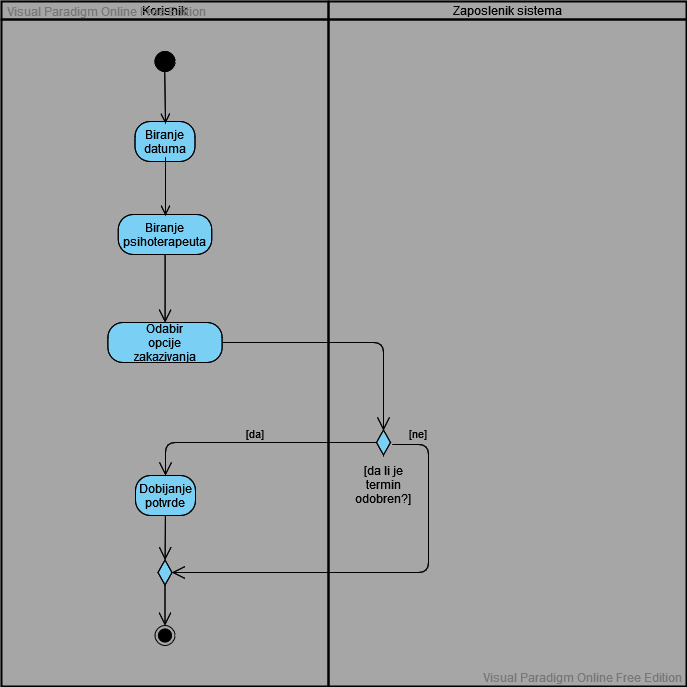 Visual Paradigm Online Free Edition
Korisnik
Zaposlenik sistema
Biranje
datuma
Biranje
psihoterapeuta
Odabir
opcije
zakazivanja
[da]
[ne]
[da li je
termin
odobren?]
Dobijanje
potvrde
Visual Paradigm Online Free Edition